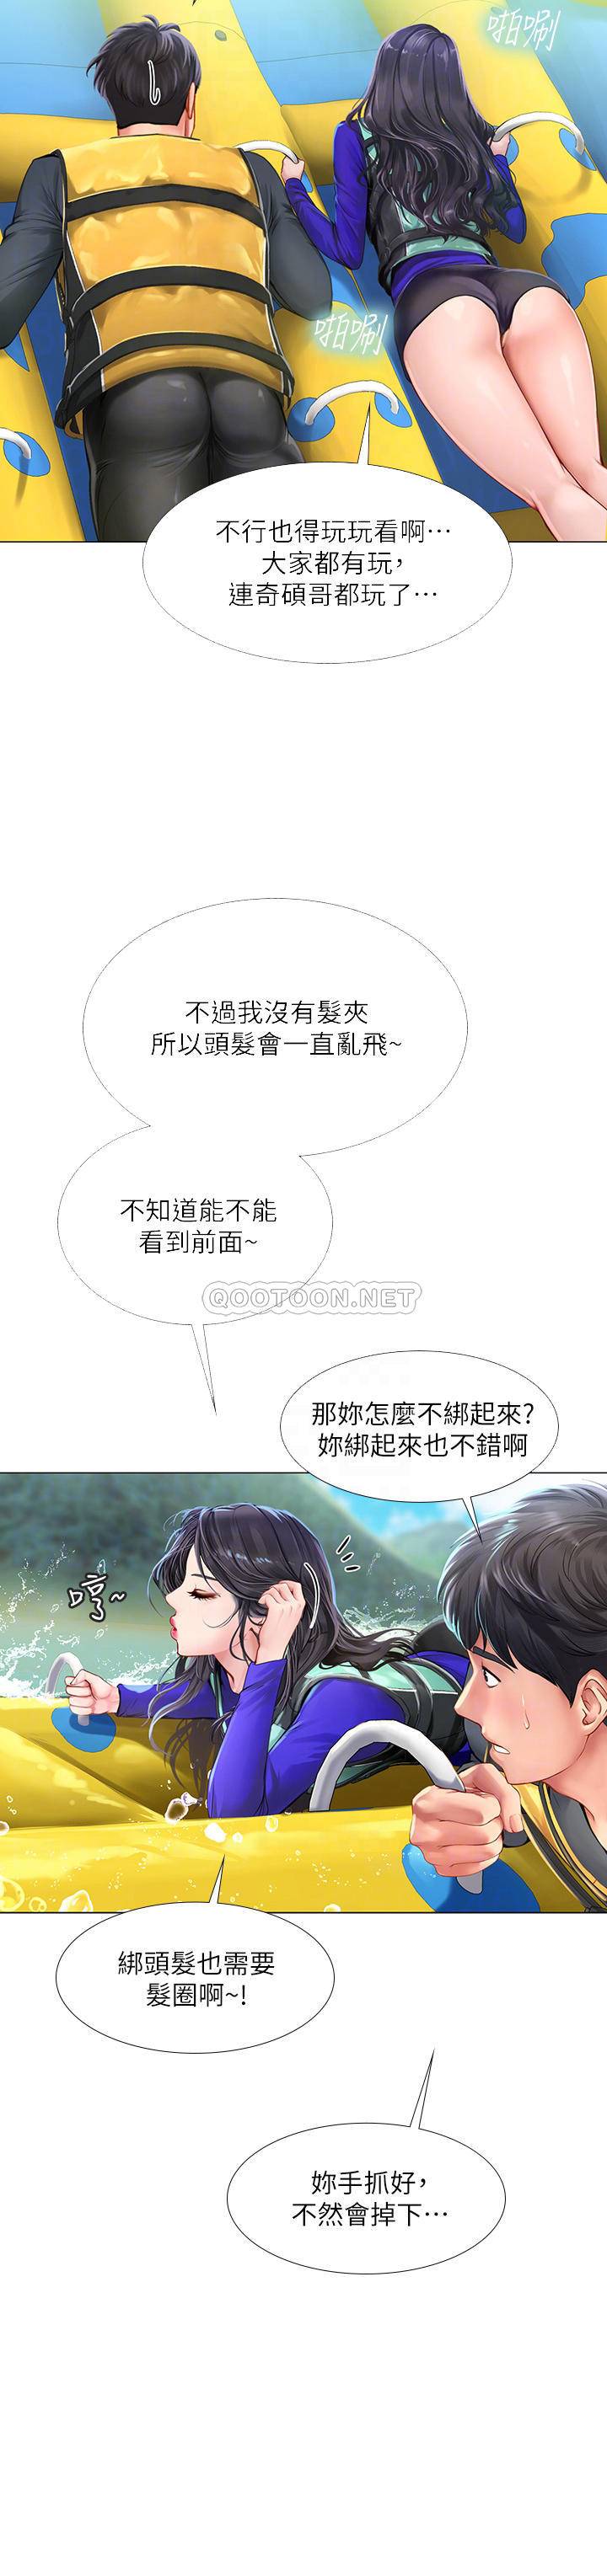 啪唰
啪唰
不行也得玩玩看啊…
大家都有玩，
連奇碩哥都玩了…
不過我沒有髮夾
所以頭髮會一直亂飛~
不知道能不能
看到前面~
QOOTOON.NET
那妳怎麼不綁起來？
妳綁起來也不錯啊
哼~
綁頭髮也需要
髮圈啊~!
妳手抓好，
不然會掉下…